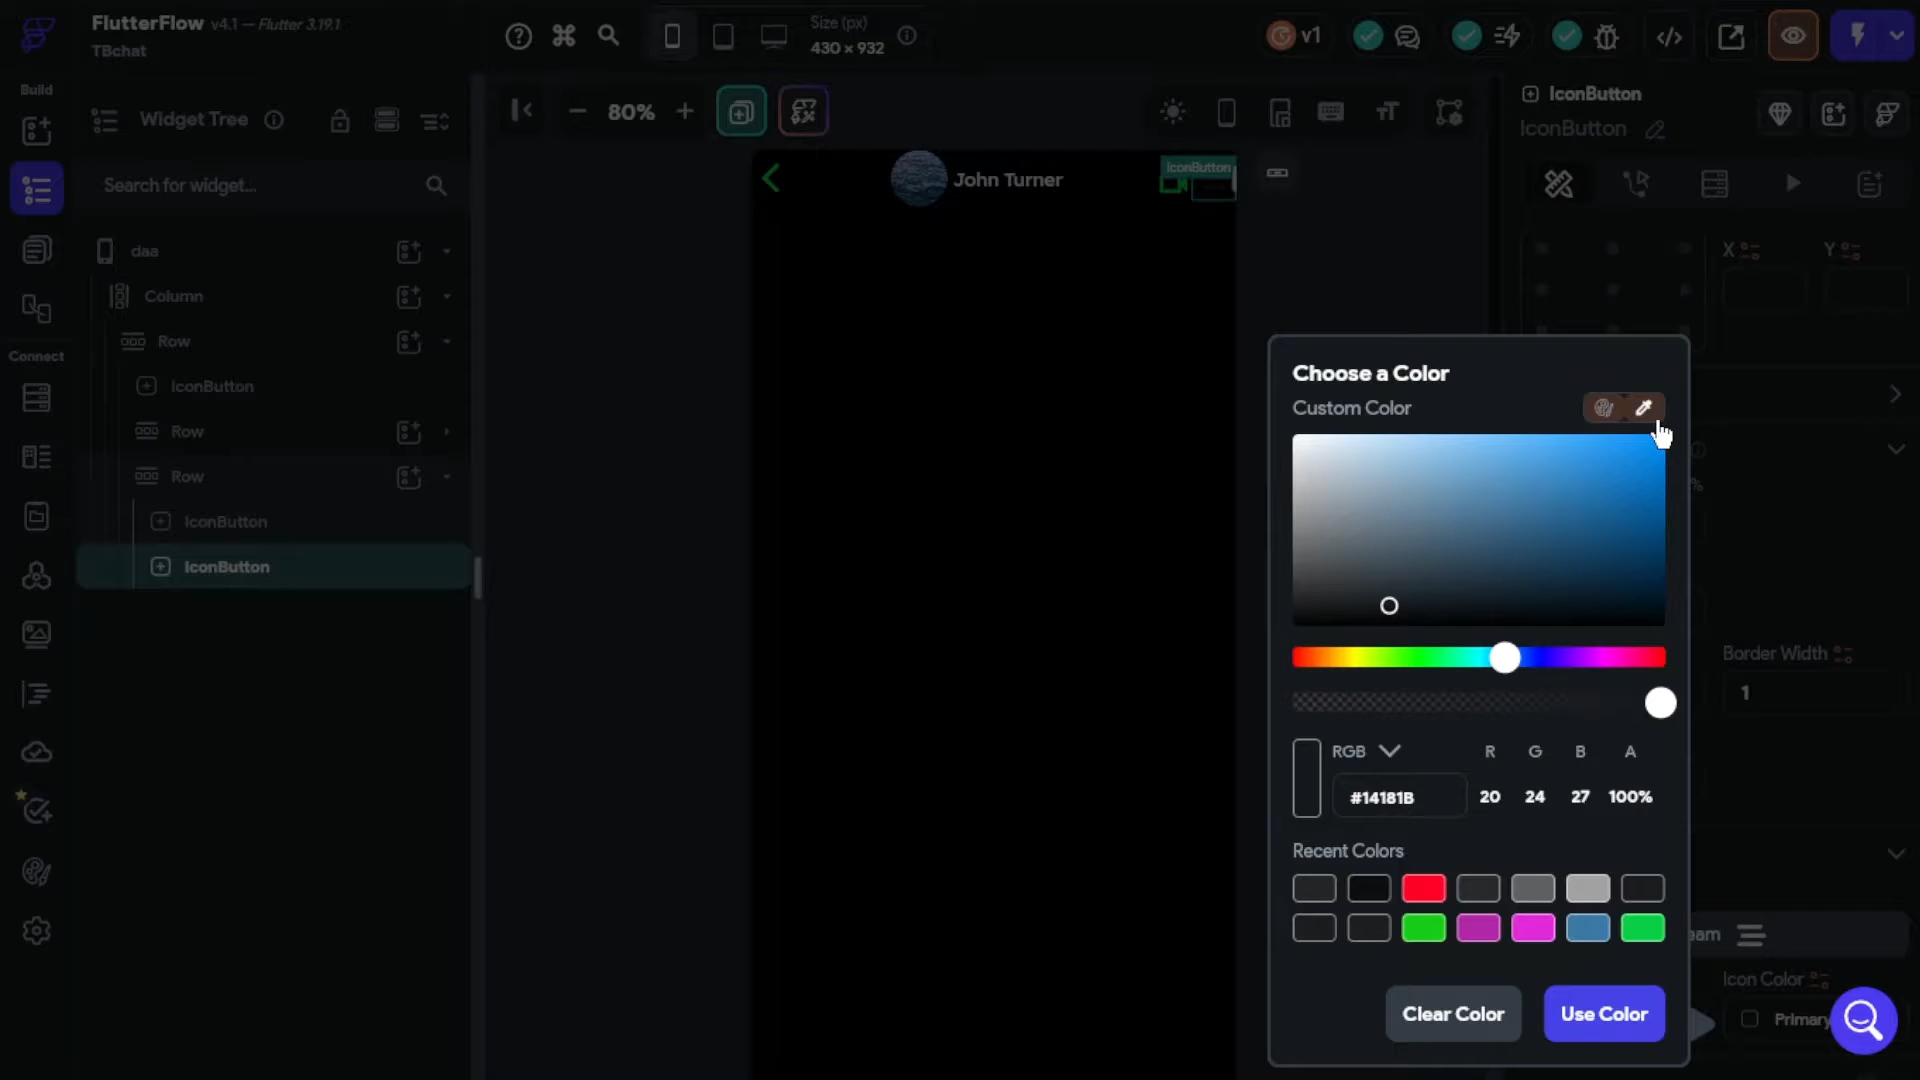 FlutterFlow v4.1 — Flutter 3.19.1
TBchat
Size (px)
430 × 932
v1
Build
Widget Tree
80%
IconButton
IconButton
Search for widget...
John Turner
IconButton
X
Y
daa
Column
Row
IconButton
Row
Row
IconButton
IconButton
Connect
Choose a Color
Custom Color
%
Border Width
1
RGB
R
G
B
A
#14181B
20
24
27
100%
Recent Colors
eam
Icon Color
Primary
Clear Color
Use Color